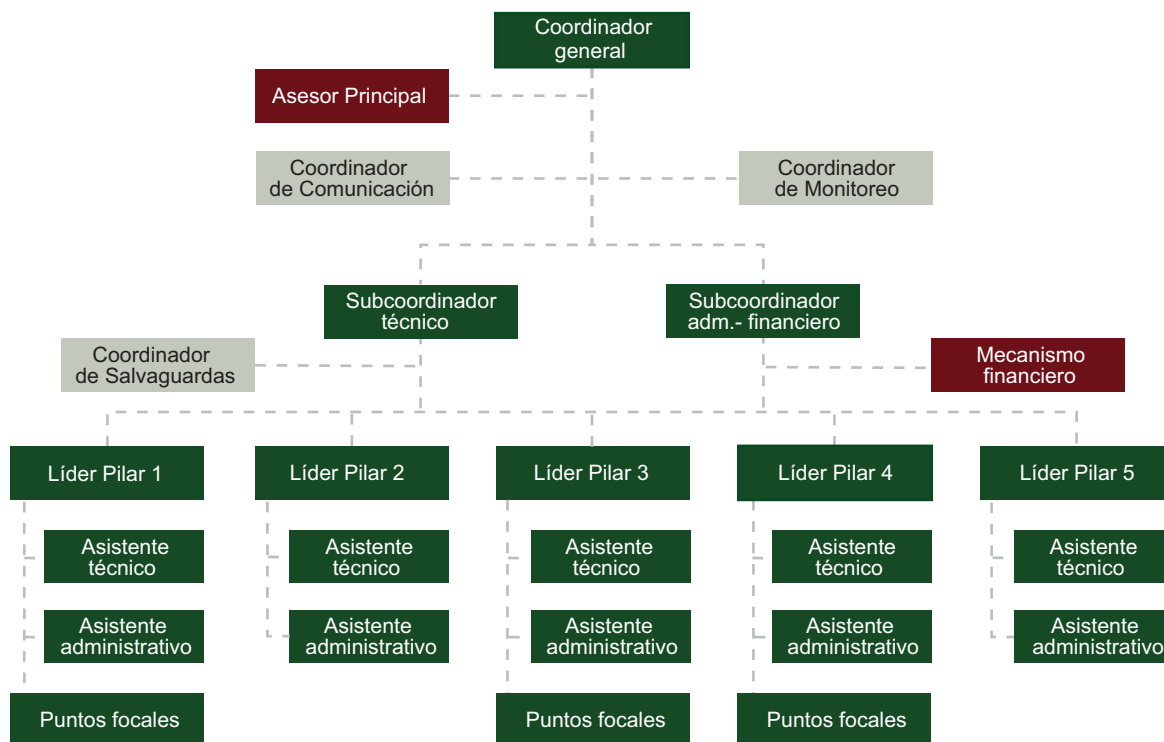 Coordinador
general
Asesor Principal
Coordinador
de Comunicación
Coordinador
de Monitoreo
Subcoordinador
técnico
Subcoordinador
adm.- financiero
Coordinador
de Salvaguardas
Mecanismo
financiero
Líder Pilar 1
Líder Pilar 2
Líder Pilar 3
Líder Pilar 4
Líder Pilar 5
Asistente
técnico
Asistente
técnico
Asistente
técnico
Asistente
técnico
Asistente
técnico
Asistente
administrativo
Asistente
administrativo
Asistente
administrativo
Asistente
administrativo
Asistente
administrativo
Puntos focales
Puntos focales
Puntos focales